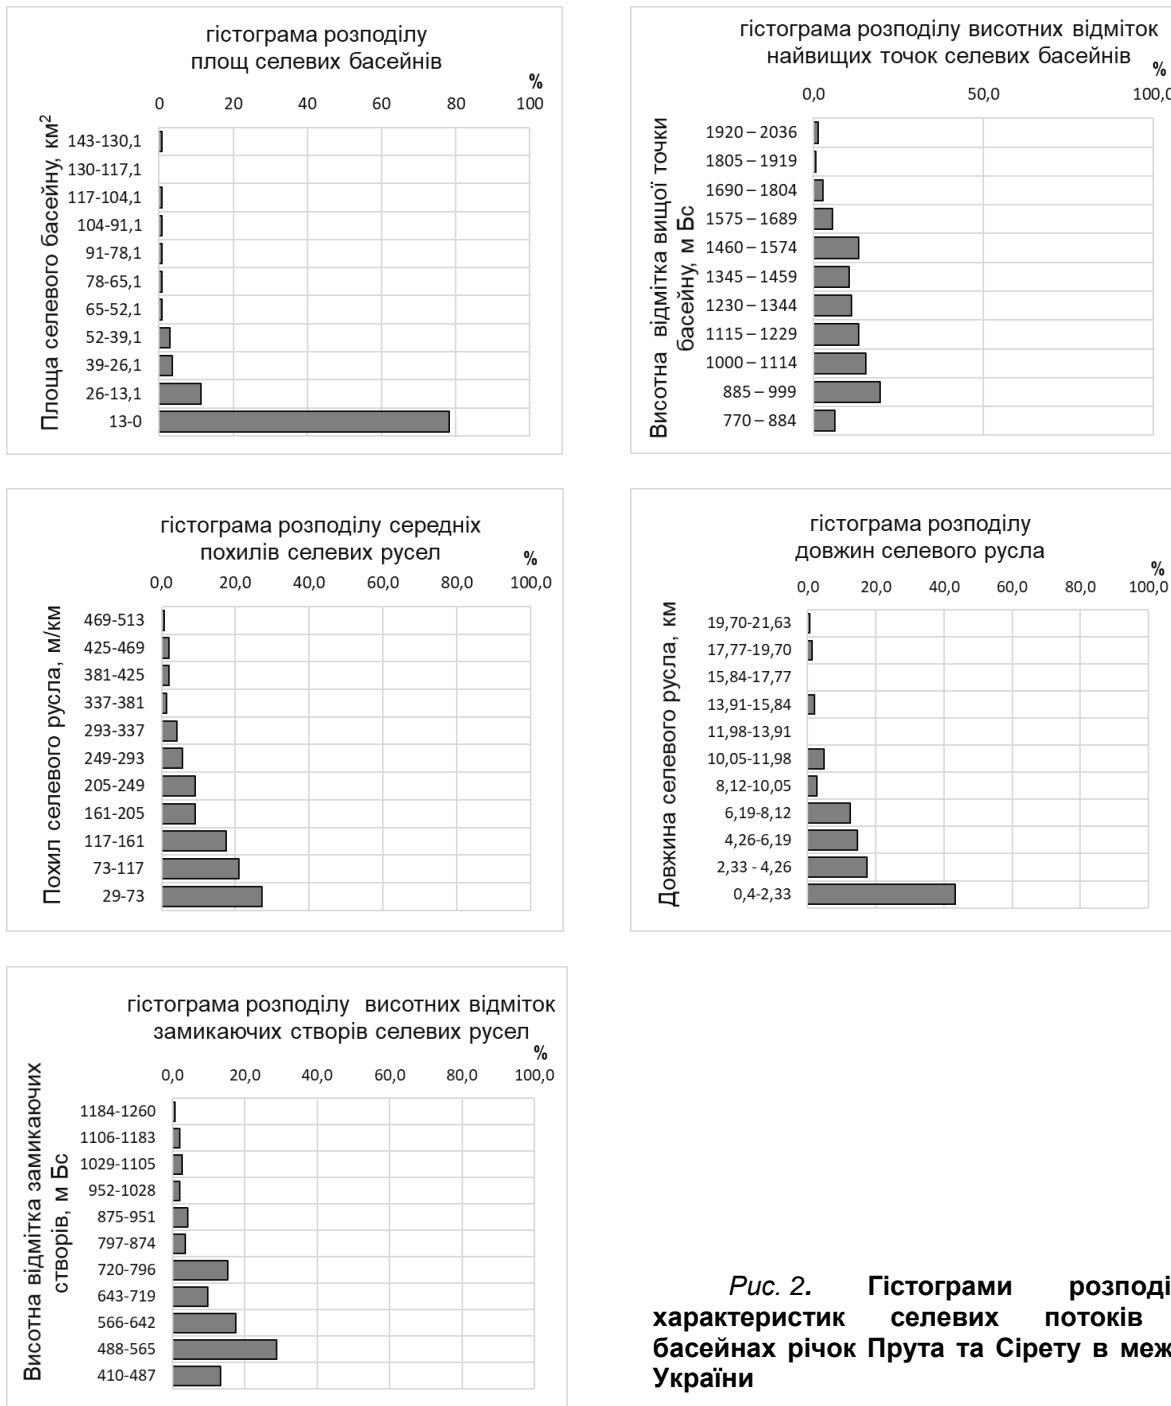 гістограма розподілу
площ селевих басейнів
%
0 20 40 60 80 100
Площа селевого басейну, км²
143-130,1
130-117,1
117-104,1
104-91,1
91-78,1
78-65,1
65-52,1
52-39,1
39-26,1
26-13,1
13-0
гістограма розподілу висотних відміток
найвищих точок селевих басейнів
%
0,0 50,0 100,0
Висотна відмітка вищої точки
басейну, м Бс
1920 – 2036
1805 – 1919
1690 – 1804
1575 – 1689
1460 – 1574
1345 – 1459
1230 – 1344
1115 – 1229
1000 – 1114
885 – 999
770 – 884
гістограма розподілу середніх
похилів селевих русел
%
0,0 20,0 40,0 60,0 80,0 100,0
Похил селевого русла, м/км
469-513
425-469
381-425
337-381
293-337
249-293
205-249
161-205
117-161
73-117
29-73
гістограма розподілу
довжин селевого русла
%
0,0 20,0 40,0 60,0 80,0 100,0
Довжина селевого русла, км
19,70-21,63
17,77-19,70
15,84-17,77
13,91-15,84
11,98-13,91
10,05-11,98
8,12-10,05
6,19-8,12
4,26-6,19
2,33 - 4,26
0,4-2,33
гістограма розподілу висотних відміток
замикаючих створів селевих русел
%
0,0 20,0 40,0 60,0 80,0 100,0
Висотна відмітка замикаючих
створів, м Бс
1184-1260
1106-1183
1029-1105
952-1028
875-951
797-874
720-796
643-719
566-642
488-565
410-487
Рис. 2. Гістограми розподі
характеристик селевих потоків
басейнах річок Прута та Сірету в меж
України